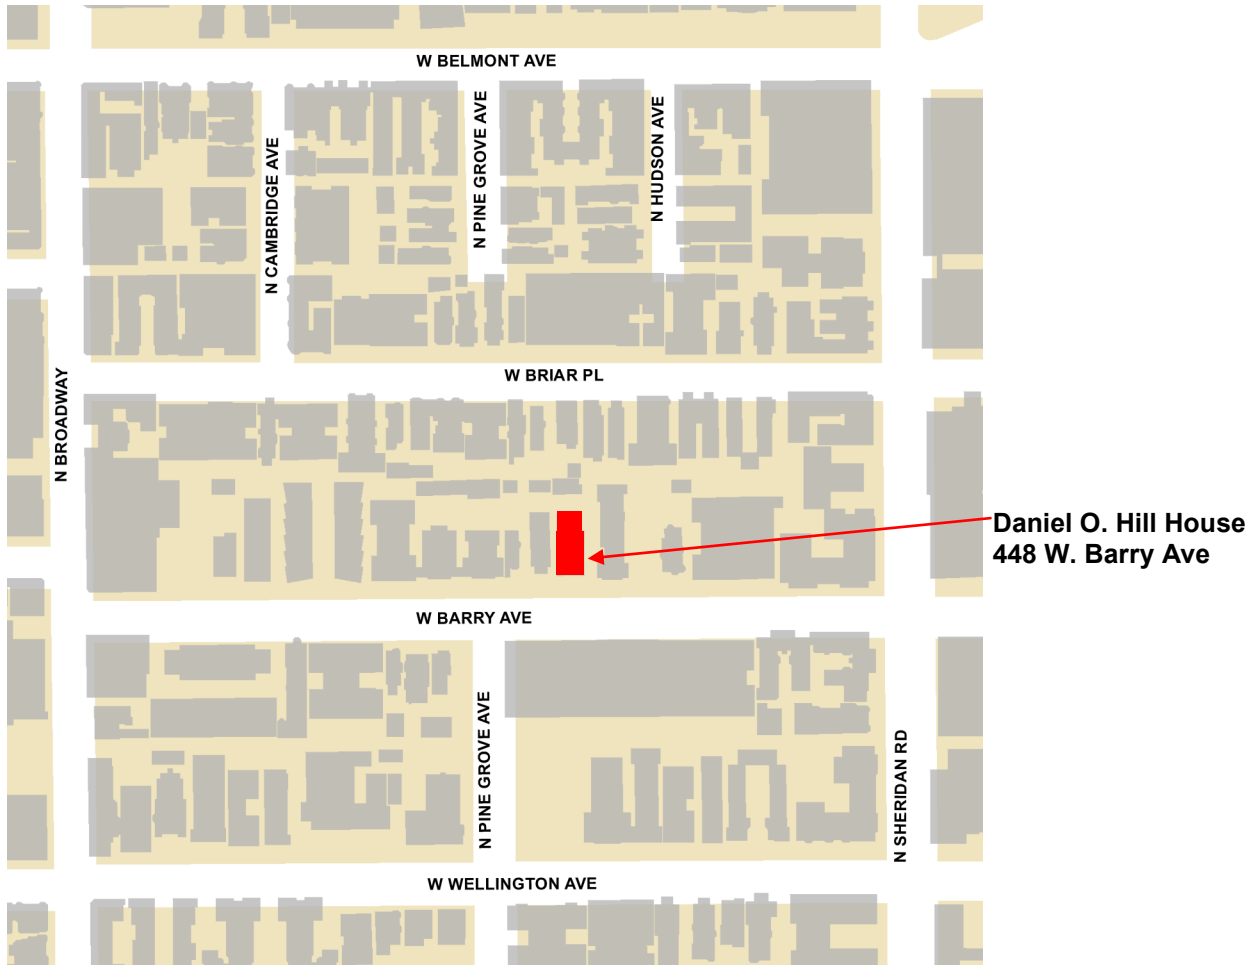 W BELMONT AVE
N CAMBRIDGE AVE
N PINE GROVE AVE
N HUDSON AVE
W BRIAR PL
N BROADWAY
Daniel O. Hill House
448 W. Barry Ave
W BARRY AVE
N PINE GROVE AVE
N SHERIDAN RD
W WELLINGTON AVE